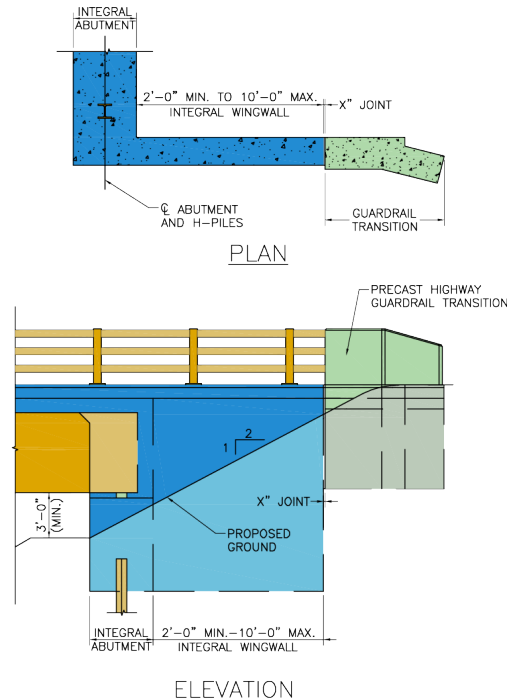 INTEGRAL
ABUTMENT
2'-0" MIN. TO 10'-0" MAX.
INTEGRAL WINGWALL
X" JOINT
℄ ABUTMENT
AND H-PILES
GUARDRAIL
TRANSITION
PLAN
PRECAST HIGHWAY
GUARDRAIL TRANSITION
2
1
3'-0"
(MIN.)
X" JOINT
PROPOSED
GROUND
INTEGRAL
ABUTMENT
2'-0" MIN.-10'-0" MAX.
INTEGRAL WINGWALL
ELEVATION